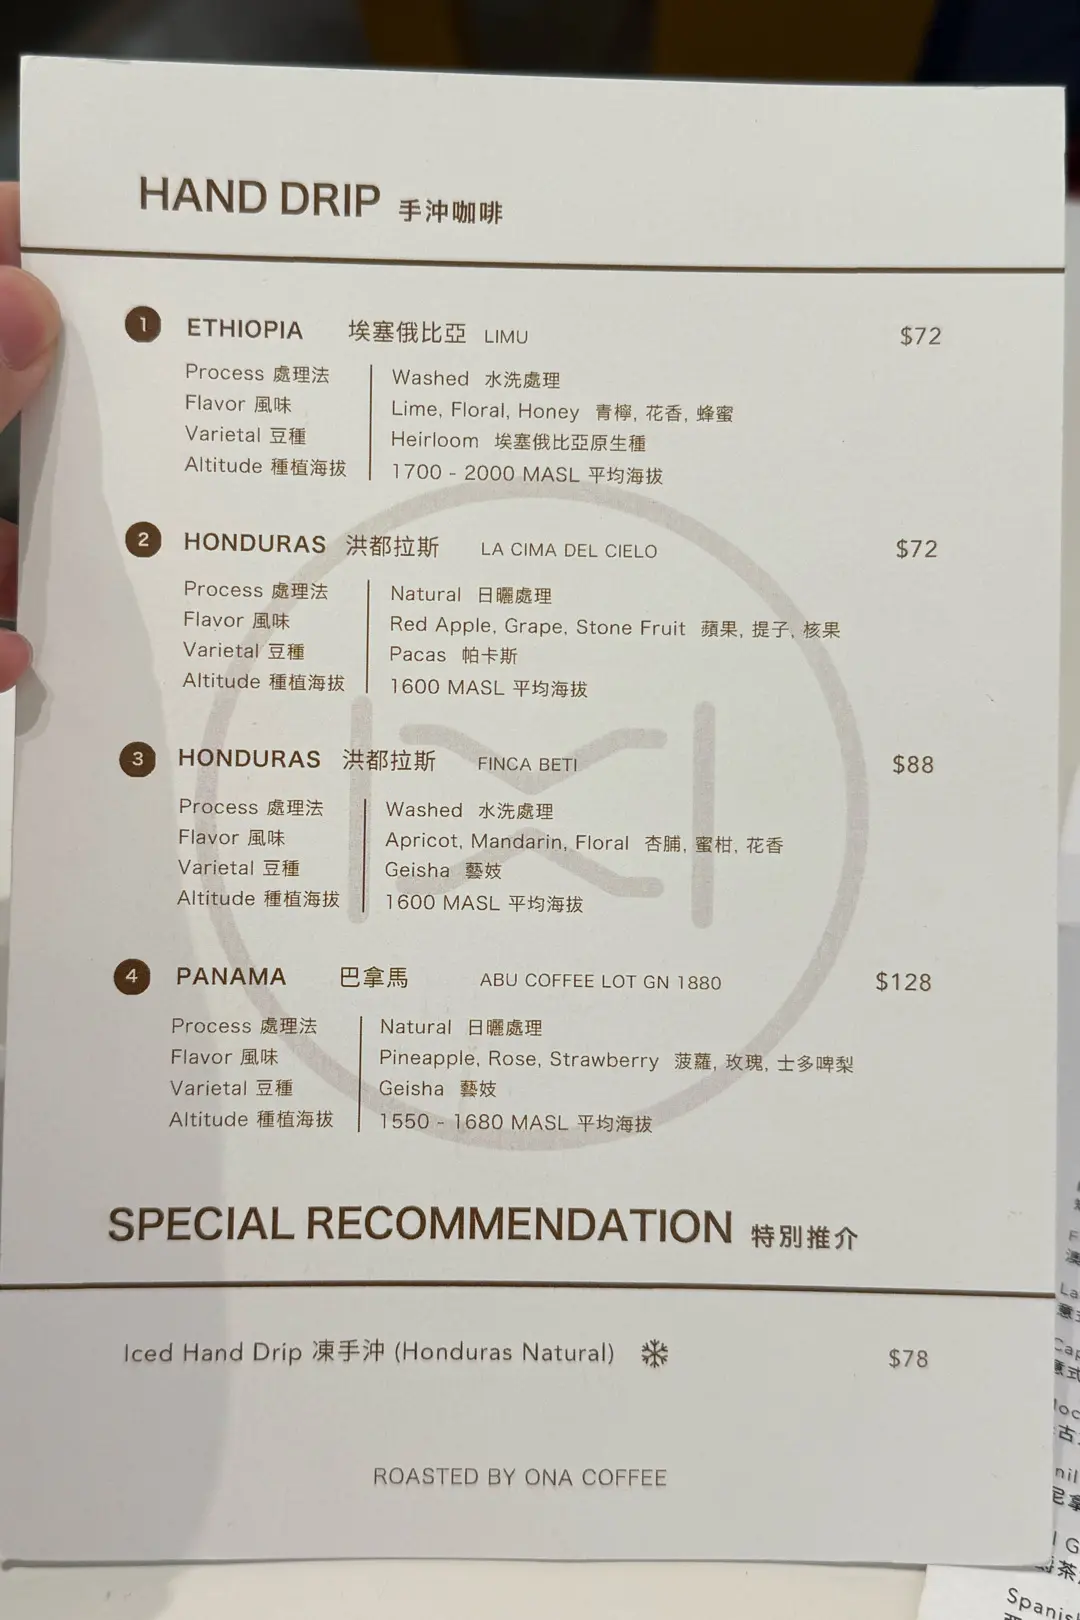 HAND DRIP 手沖咖啡
1 ETHIOPIA 埃塞俄比亞 LIMU $72
Process 處理法 Washed 水洗處理
Flavor 風味 Lime, Floral, Honey 青檸, 花香, 蜂蜜
Varietal 豆種 Heirloom 埃塞俄比亞原生種
Altitude 種植海拔 1700 - 2000 MASL 平均海拔
2 HONDURAS 洪都拉斯 LA CIMA DEL CIELO $72
Process 處理法 Natural 日曬處理
Flavor 風味 Red Apple, Grape, Stone Fruit 蘋果, 提子, 核果
Varietal 豆種 Pacas 帕卡斯
Altitude 種植海拔 1600 MASL 平均海拔
3 HONDURAS 洪都拉斯 FINCA BETI $88
Process 處理法 Washed 水洗處理
Flavor 風味 Apricot, Mandarin, Floral 杏脯, 蜜柑, 花香
Varietal 豆種 Geisha 藝妓
Altitude 種植海拔 1600 MASL 平均海拔
4 PANAMA 巴拿馬 ABU COFFEE LOT GN 1880 $128
Process 處理法 Natural 日曬處理
Flavor 風味 Pineapple, Rose, Strawberry 菠蘿, 玫瑰, 士多啤梨
Varietal 豆種 Geisha 藝妓
Altitude 種植海拔 1550 - 1680 MASL 平均海拔
SPECIAL RECOMMENDATION 特別推介
Iced Hand Drip 凍手沖 (Honduras Natural) $78
ROASTED BY ONA COFFEE